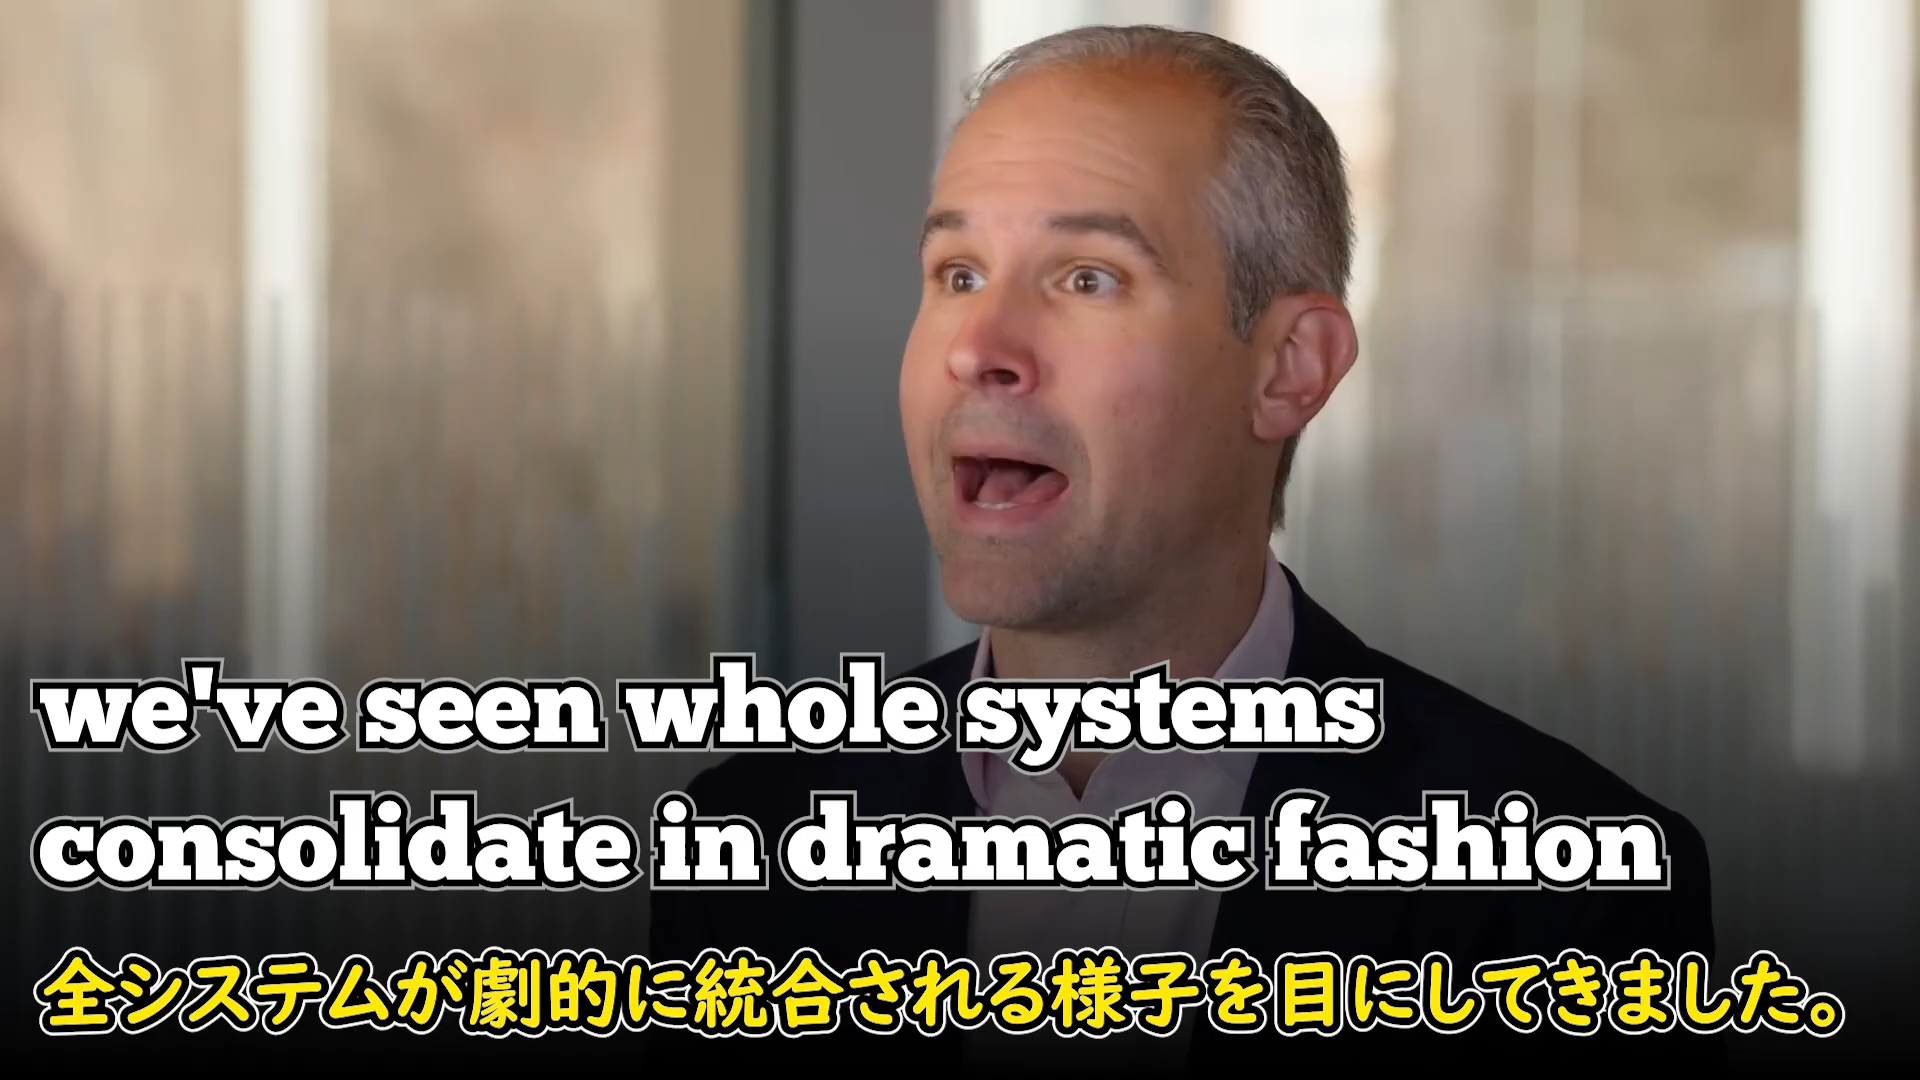 we've seen whole systems
consolidate in dramatic fashion
全システムが劇的に統合される様子を目にしてきました。